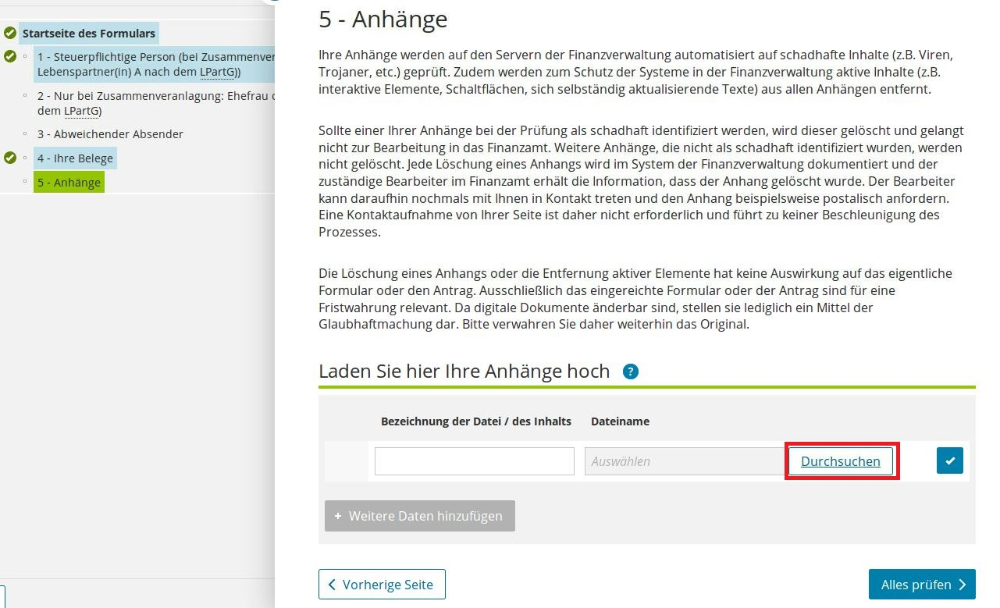 Startseite des Formulars
1 - Steuerpflichtige Person (bei Zusammenver
Lebenspartner(in) A nach dem LPartG))
2 - Nur bei Zusammenveranlagung: Ehefrau o
dem LPartG)
3 - Abweichender Absender
4 - Ihre Belege
5 - Anhänge
5 - Anhänge
Ihre Anhänge werden auf den Servern der Finanzverwaltung automatisiert auf schadhafte Inhalte (z.B. Viren,
Trojaner, etc.) geprüft. Zudem werden zum Schutz der Systeme in der Finanzverwaltung aktive Inhalte (z.B.
interaktive Elemente, Schaltflächen, sich selbständig aktualisierende Texte) aus allen Anhängen entfernt.
Sollte einer Ihrer Anhänge bei der Prüfung als schadhaft identifiziert werden, wird dieser gelöscht und gelangt
nicht zur Bearbeitung in das Finanzamt. Weitere Anhänge, die nicht als schadhaft identifiziert wurden, werden
nicht gelöscht. Jede Löschung eines Anhangs wird im System der Finanzverwaltung dokumentiert und der
zuständige Bearbeiter im Finanzamt erhält die Information, dass der Anhang gelöscht wurde. Der Bearbeiter
kann daraufhin nochmals mit Ihnen in Kontakt treten und den Anhang beispielsweise postalisch anfordern.
Eine Kontaktaufnahme von Ihrer Seite ist daher nicht erforderlich und führt zu keiner Beschleunigung des
Prozesses.
Die Löschung eines Anhangs oder die Entfernung aktiver Elemente hat keine Auswirkung auf das eigentliche
Formular oder den Antrag. Ausschließlich das eingereichte Formular oder der Antrag sind für eine
Fristwahrung relevant. Da digitale Dokumente änderbar sind, stellen sie lediglich ein Mittel der
Glaubhaftmachung dar. Bitte verwahren Sie daher weiterhin das Original.
Laden Sie hier Ihre Anhänge hoch ?
Bezeichnung der Datei / des Inhalts Dateiname
Auswählen Durchsuchen
+ Weitere Daten hinzufügen
Vorherige Seite Alles prüfen